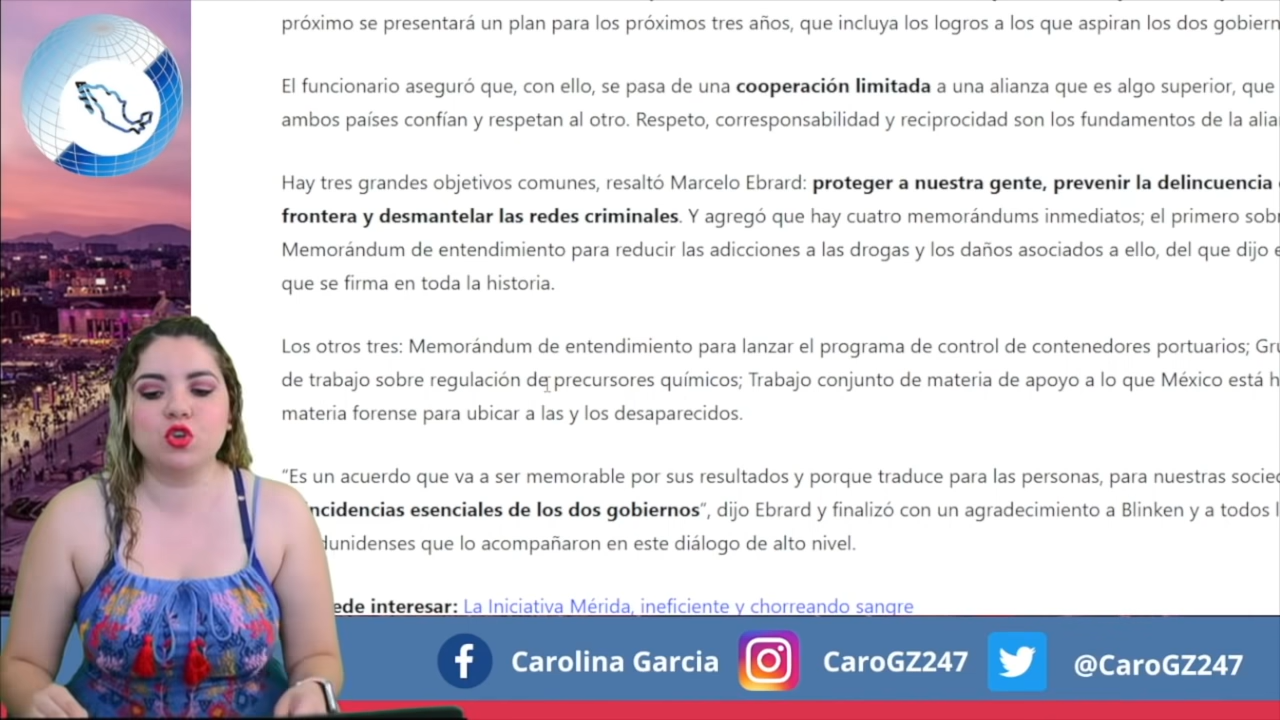 próximo se presentará un plan para los próximos tres años, que incluya los logros a los que aspiran los dos
El funcionario aseguró que, con ello, se pasa de una cooperación limitada a una alianza que es algo superior, que
ambos países confían y respetan al otro. Respeto, corresponsabilidad y reciprocidad son los fundamentos de la
Hay tres grandes objetivos comunes, resaltó Marcelo Ebrard: proteger a nuestra gente, prevenir la delincuencia
frontera y desmantelar las redes criminales. Y agregó que hay cuatro memorándums inmediatos; el primero
Memorándum de entendimiento para reducir las adicciones a las drogas y los daños asociados a ello, del que dijo
que se firma en toda la historia.
Los otros tres: Memorándum de entendimiento para lanzar el programa de control de contenedores portuarios;
de trabajo sobre regulación de precursores químicos; Trabajo conjunto de materia de apoyo a lo que México está
materia forense para ubicar a las y los desaparecidos.
“Es un acuerdo que va a ser memorable por sus resultados y porque traduce para las personas, para nuestras
incidencias esenciales de los dos gobiernos”, dijo Ebrard y finalizó con un agradecimiento a Blinken y a todos
dunidenses que lo acompañaron en este diálogo de alto nivel.
ede interesar: La Iniciativa Mérida, ineficiente y chorreando sangre
Carolina Garcia CaroGZ247 @CaroGZ247